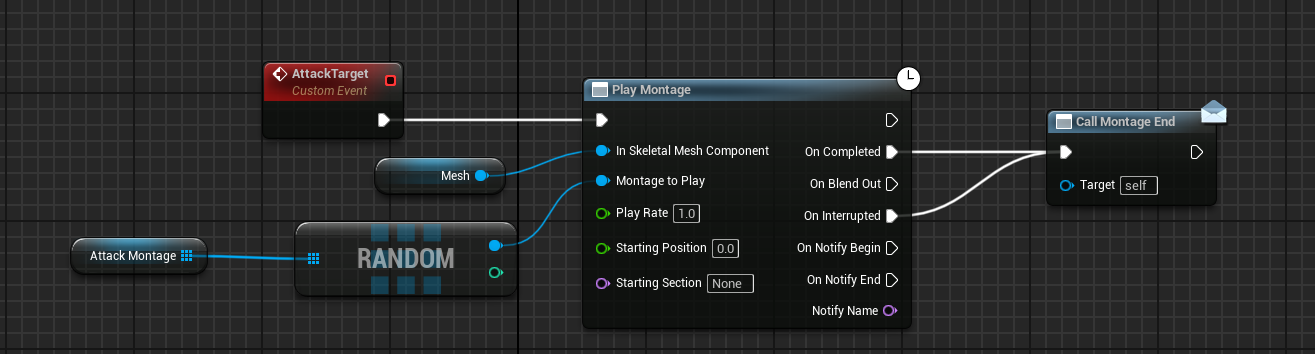 AttackTarget
Custom Event
Mesh
Attack Montage
RANDOM
Play Montage
In Skeletal Mesh Component
Montage to Play
Play Rate 1.0
Starting Position 0.0
Starting Section None
On Completed
On Blend Out
On Interrupted
On Notify Begin
On Notify End
Notify Name
Call Montage End
Target self